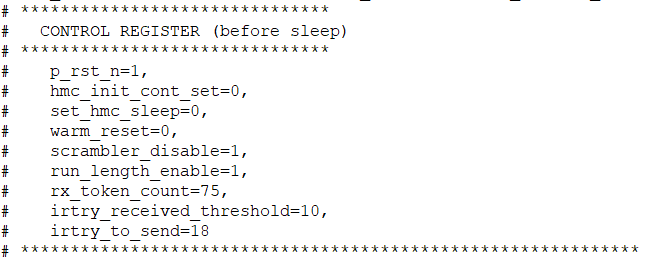 # *******************************
#   CONTROL REGISTER (before sleep)
# *******************************
#    p_rst_n=1,
#    hmc_init_cont_set=0,
#    set_hmc_sleep=0,
#    warm_reset=0,
#    scrambler_disable=1,
#    run_length_enable=1,
#    rx_token_count=75,
#    irtry_received_threshold=10,
#    irtry_to_send=18
# **************************************************************